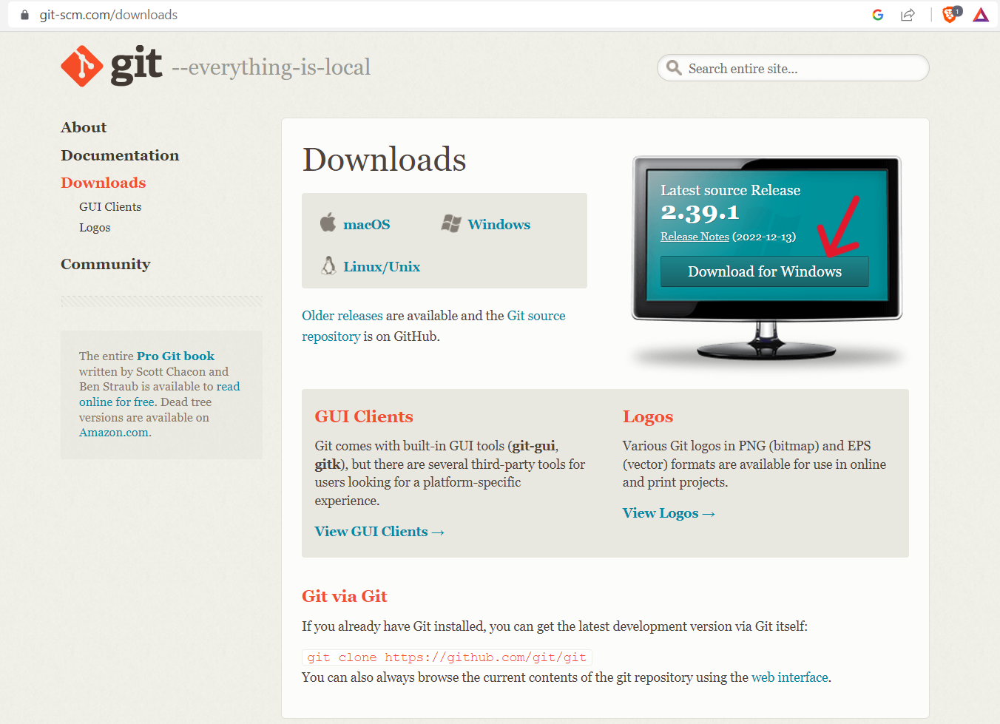 git-scm.com/downloads
1
git --everything-is-local
Search entire site...
About
Documentation
Downloads
GUI Clients
Logos
Community
The entire Pro Git book
written by Scott Chacon and
Ben Straub is available to read
online for free. Dead tree
versions are available on
Amazon.com.
Downloads
macOS
Windows
Linux/Unix
Older releases are available and the Git source
repository is on GitHub.
Latest source Release
2.39.1
Release Notes (2022-12-13)
Download for Windows
GUI Clients
Git comes with built-in GUI tools (git-gui,
gitk), but there are several third-party tools for
users looking for a platform-specific
experience.
View GUI Clients →
Logos
Various Git logos in PNG (bitmap) and EPS
(vector) formats are available for use in online
and print projects.
View Logos →
Git via Git
If you already have Git installed, you can get the latest development version via Git itself:
git clone https://github.com/git/git
You can also always browse the current contents of the git repository using the web interface.